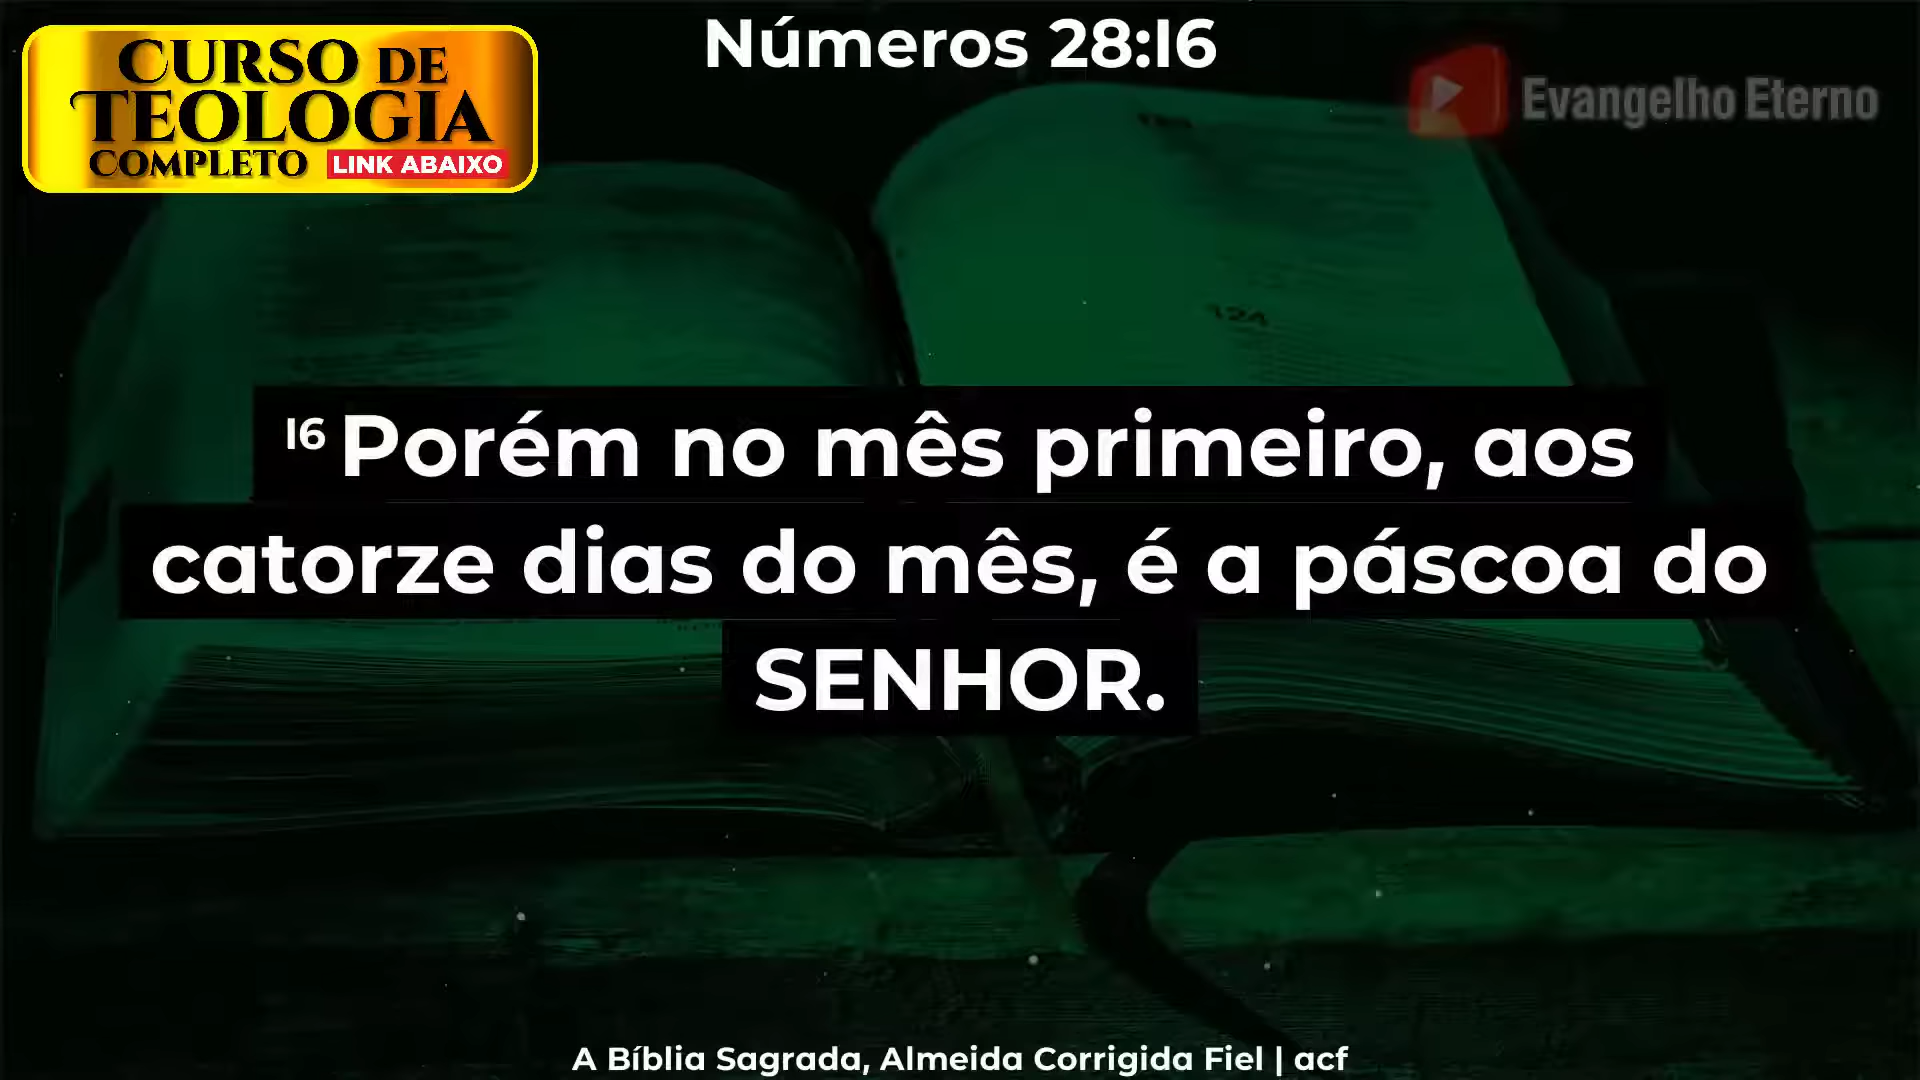 Números 28:16
CURSO DE
TEOLOGIA
COMPLETO LINK ABAIXO
Evangelho Eterno
16 Porém no mês primeiro, aos
catorze dias do mês, é a páscoa do
SENHOR.
124
A Bíblia Sagrada, Almeida Corrigida Fiel | acf